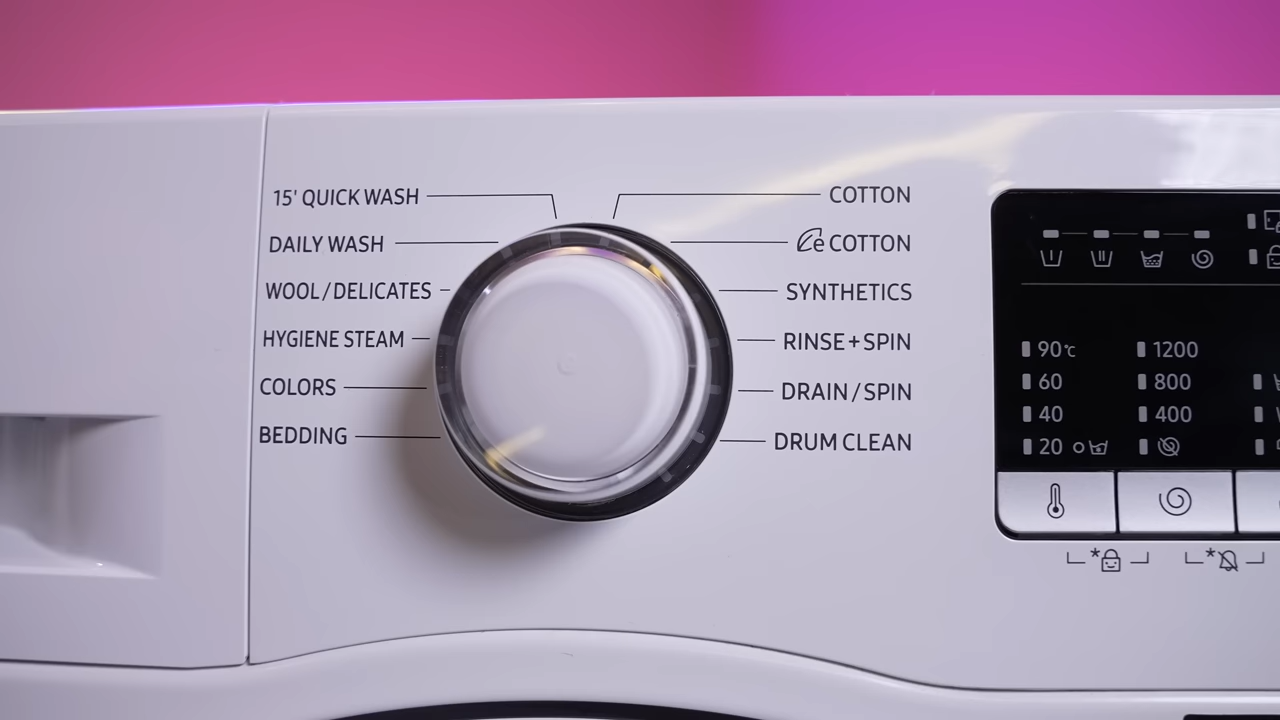 15' QUICK WASH
DAILY WASH
WOOL/DELICATES
HYGIENE STEAM
COLORS
BEDDING
COTTON
e COTTON
SYNTHETICS
RINSE+SPIN
DRAIN/SPIN
DRUM CLEAN
90℃ 1200
60 800
40 400
20
* *